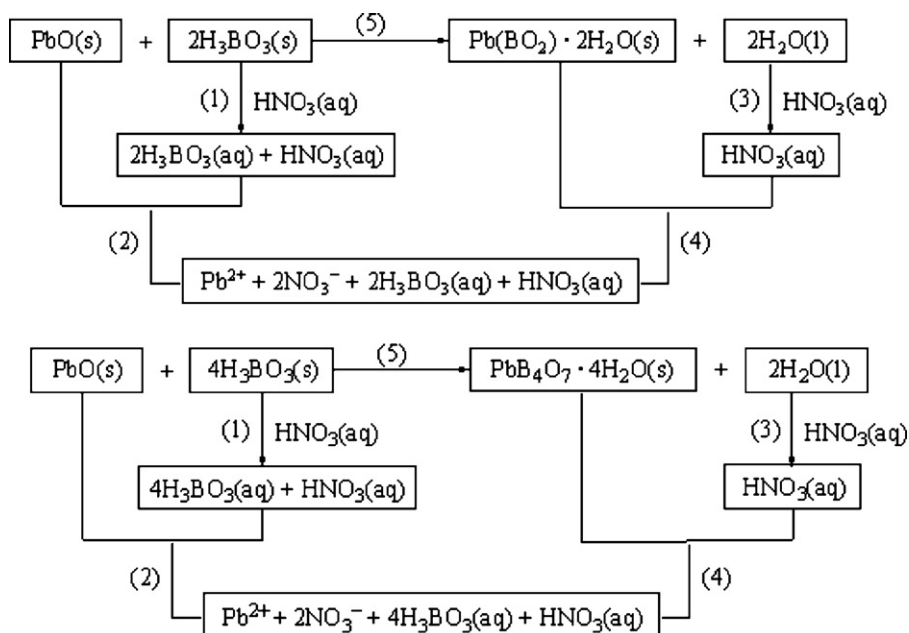 PbO(s) + 2H₃BO₃(s) (5) Pb(BO₂)·2H₂O(s) + 2H₂O(l)
(1) HNO₃(aq) (3) HNO₃(aq)
2H₃BO₃(aq) + HNO₃(aq) HNO₃(aq)
(2) (4)
Pb²⁺ + 2NO₃⁻ + 2H₃BO₃(aq) + HNO₃(aq)
PbO(s) + 4H₃BO₃(s) (5) PbB₄O₇·4H₂O(s) + 2H₂O(l)
(1) HNO₃(aq) (3) HNO₃(aq)
4H₃BO₃(aq) + HNO₃(aq) HNO₃(aq)
(2) (4)
Pb²⁺ + 2NO₃⁻ + 4H₃BO₃(aq) + HNO₃(aq)